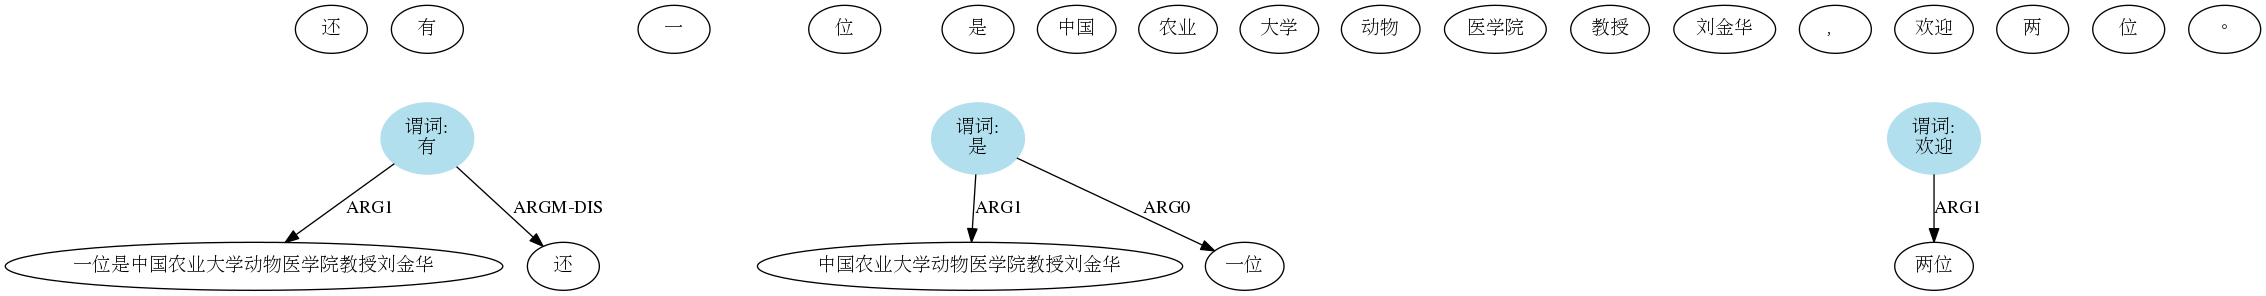 还 有 一 位 是 中国 农业 大学 动物 医学院 教授 刘金华 , 欢迎 两 位 。
谓词:
有
谓词:
是
谓词:
欢迎
ARG1 ARGM-DIS ARG1 ARG0 ARG1
一位是中国农业大学动物医学院教授刘金华 还 中国农业大学动物医学院教授刘金华 一位 两位